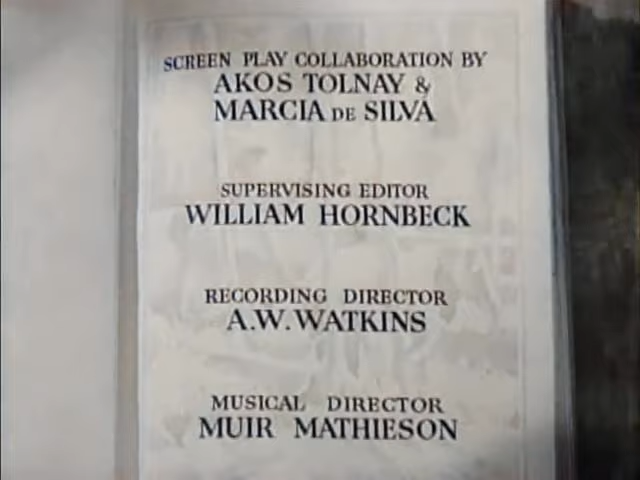 SCREEN PLAY COLLABORATION BY
AKOS TOLNAY &
MARCIA DE SILVA
SUPERVISING EDITOR
WILLIAM HORNBECK
RECORDING DIRECTOR
A.W. WATKINS
MUSICAL DIRECTOR
MUIR MATHIESON